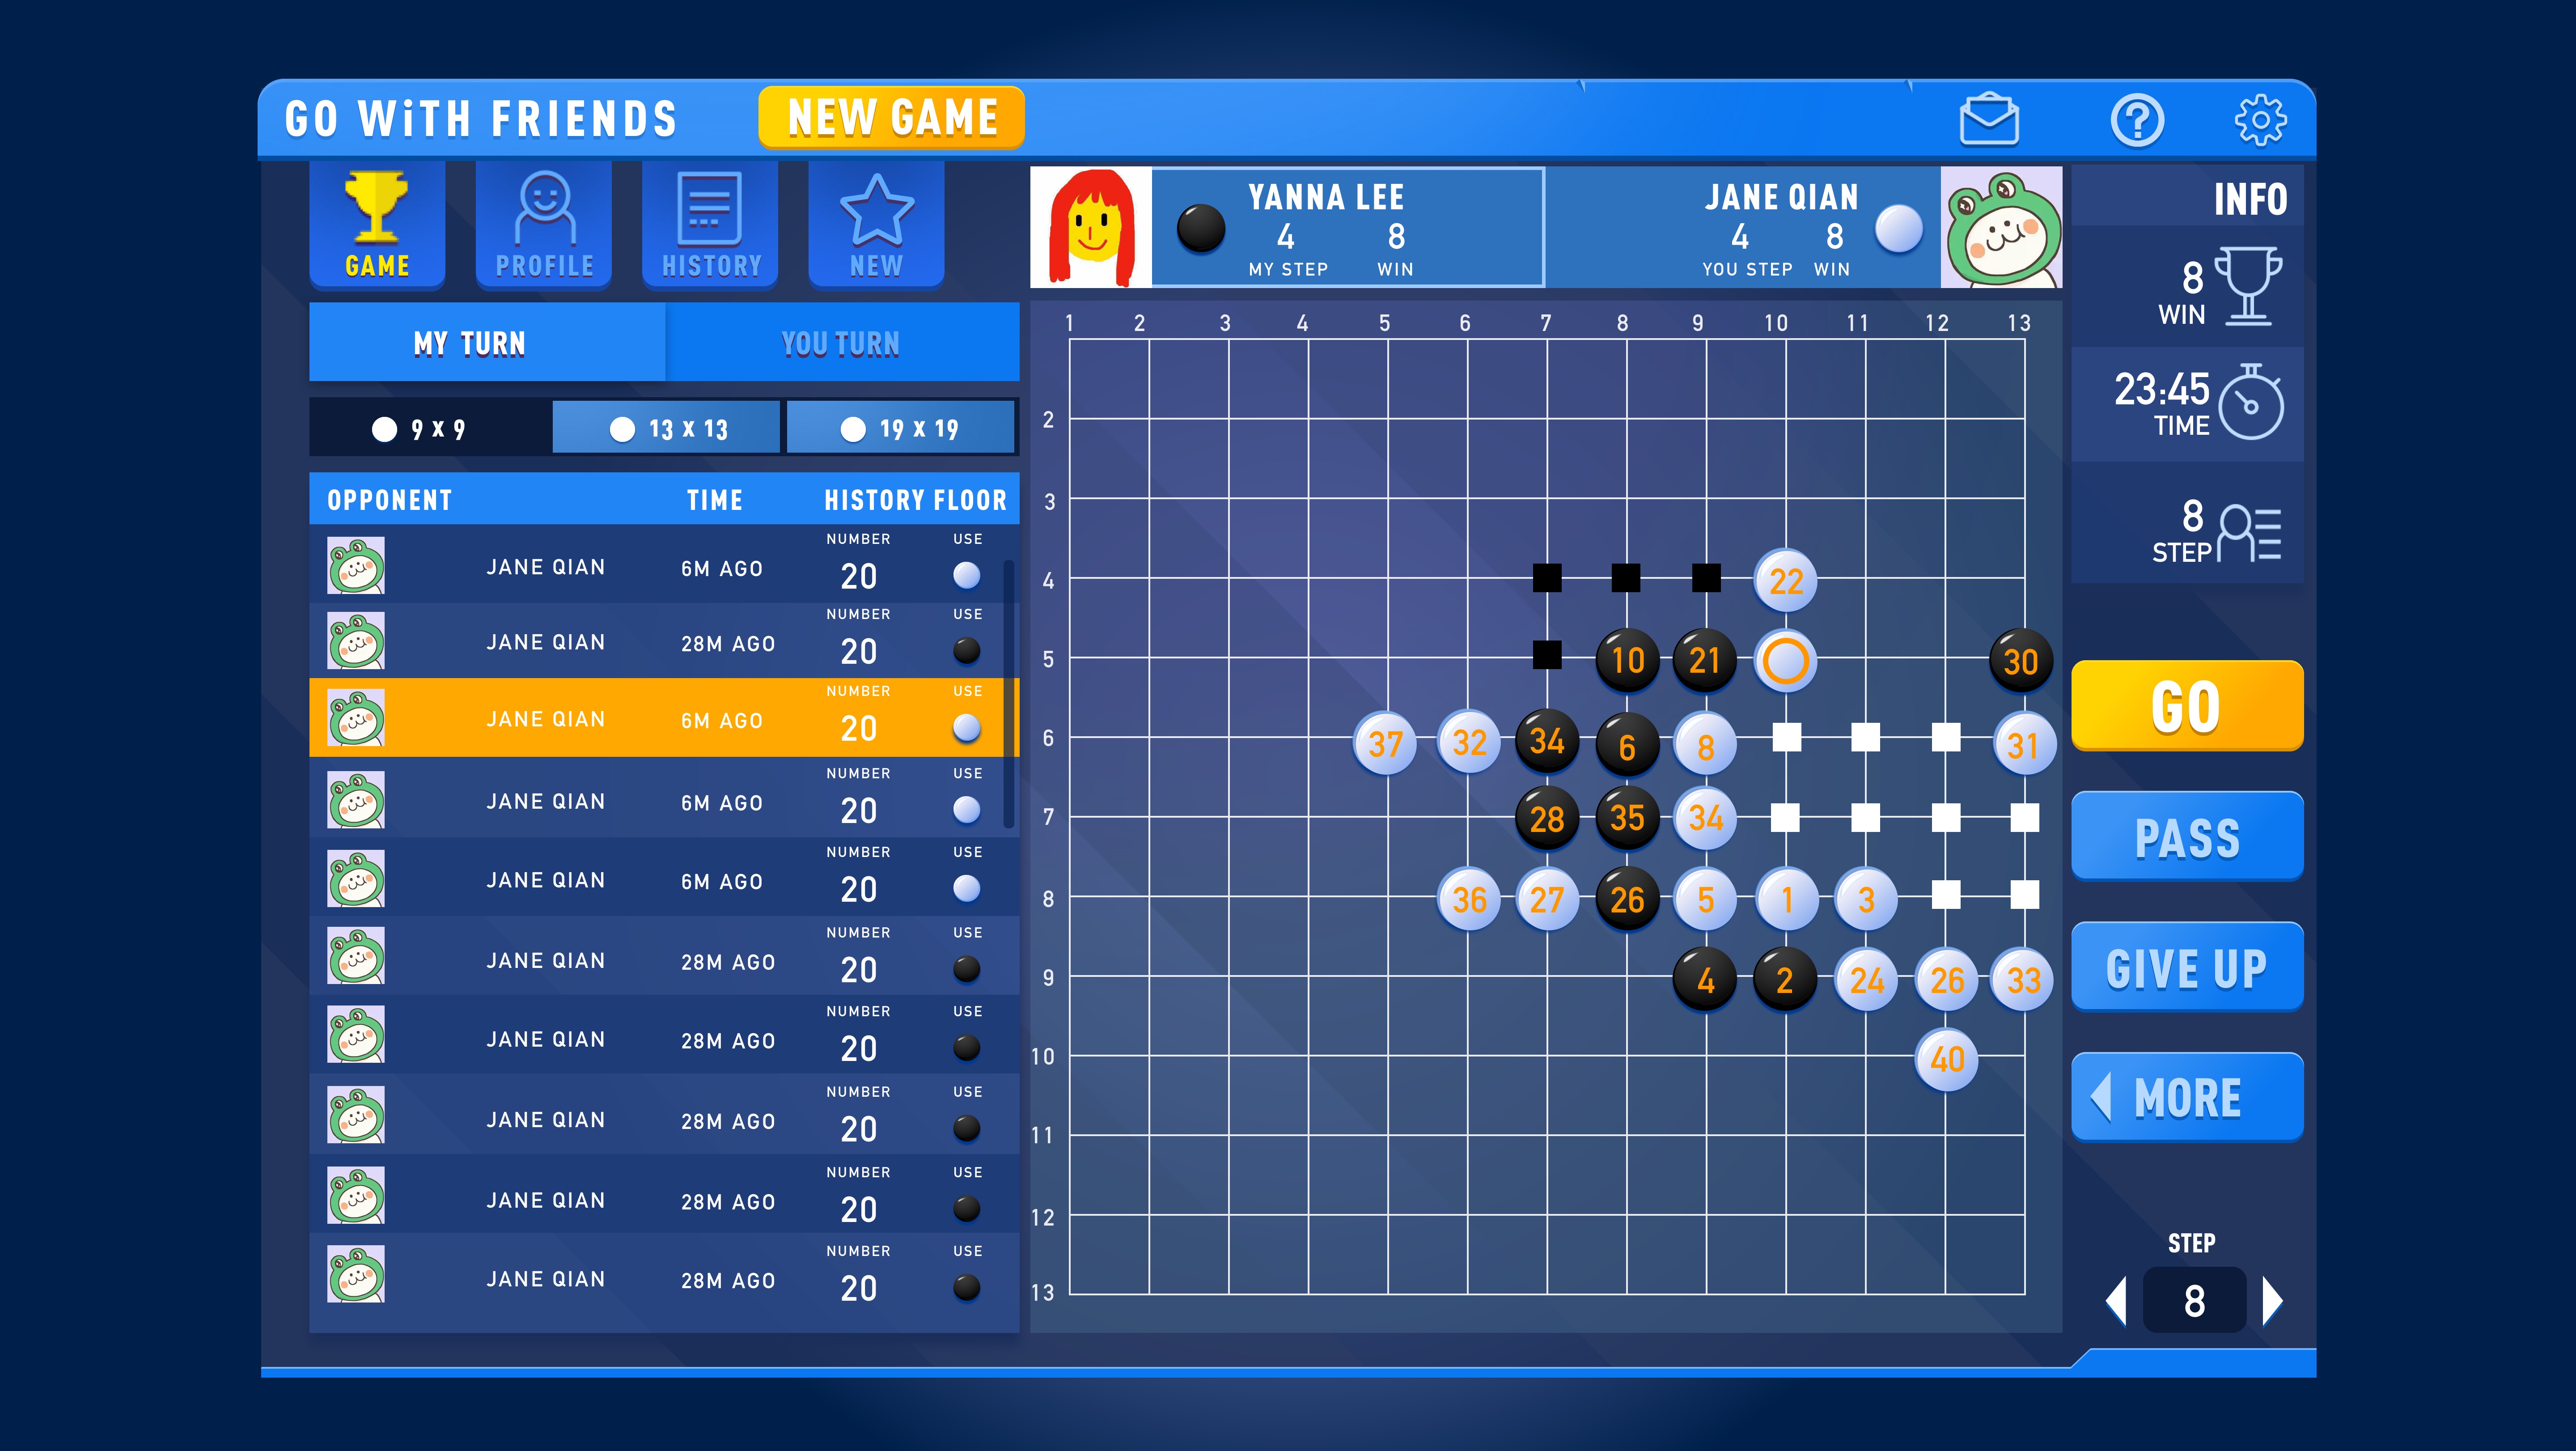 GO WiTH FRIENDS
NEW GAME
GAME
PROFILE
HISTORY
NEW
MY TURN
YOU TURN
9 X 9
13 X 13
19 X 19
OPPONENT TIME HISTORY FLOOR
NUMBER USE
JANE QIAN 6M AGO 20
NUMBER USE
JANE QIAN 28M AGO 20
NUMBER USE
JANE QIAN 6M AGO 20
NUMBER USE
JANE QIAN 6M AGO 20
NUMBER USE
JANE QIAN 6M AGO 20
NUMBER USE
JANE QIAN 28M AGO 20
NUMBER USE
JANE QIAN 28M AGO 20
NUMBER USE
JANE QIAN 28M AGO 20
NUMBER USE
JANE QIAN 28M AGO 20
NUMBER USE
JANE QIAN 28M AGO 20
YANNA LEE
4 8
MY STEP WIN
JANE QIAN
4 8
YOU STEP WIN
1 2 3 4 5 6 7 8 9 10 11 12 13
2
3
4 22
5 10 21 30
6 37 32 34 6 8 31
7 28 35 34
8 36 27 26 5 1 3
9 4 2 24 26 33
10 40
11
12
13
INFO
8
WIN
23:45
TIME
8
STEP
GO
PASS
GIVE UP
MORE
STEP
8